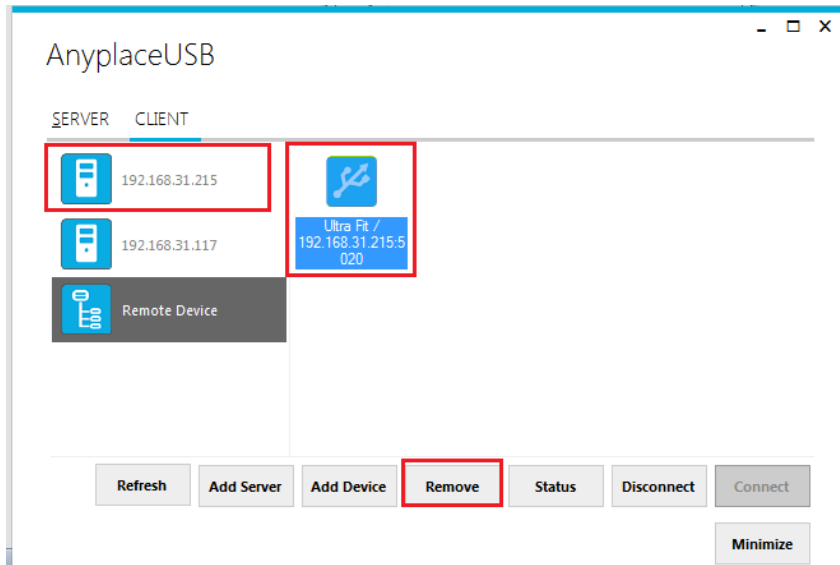 AnyplaceUSB
SERVER CLIENT
192.168.31.215
192.168.31.117
Remote Device
Ultra Fit /
192.168.31.215:5
020
Refresh Add Server Add Device Remove Status Disconnect Connect
Minimize